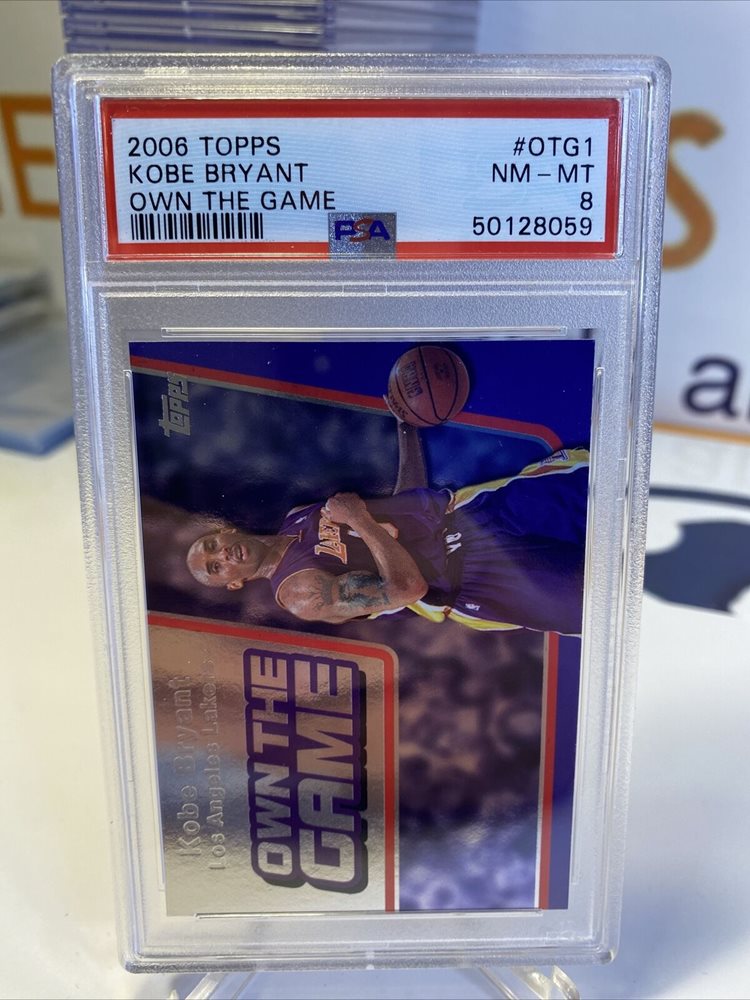 2006 TOPPS #OTG1
KOBE BRYANT NM - MT
OWN THE GAME 8
PSA 50128059
Topps
LAKERS
Kobe Bryant
Los Angeles Lakers
OWN THE
GAME